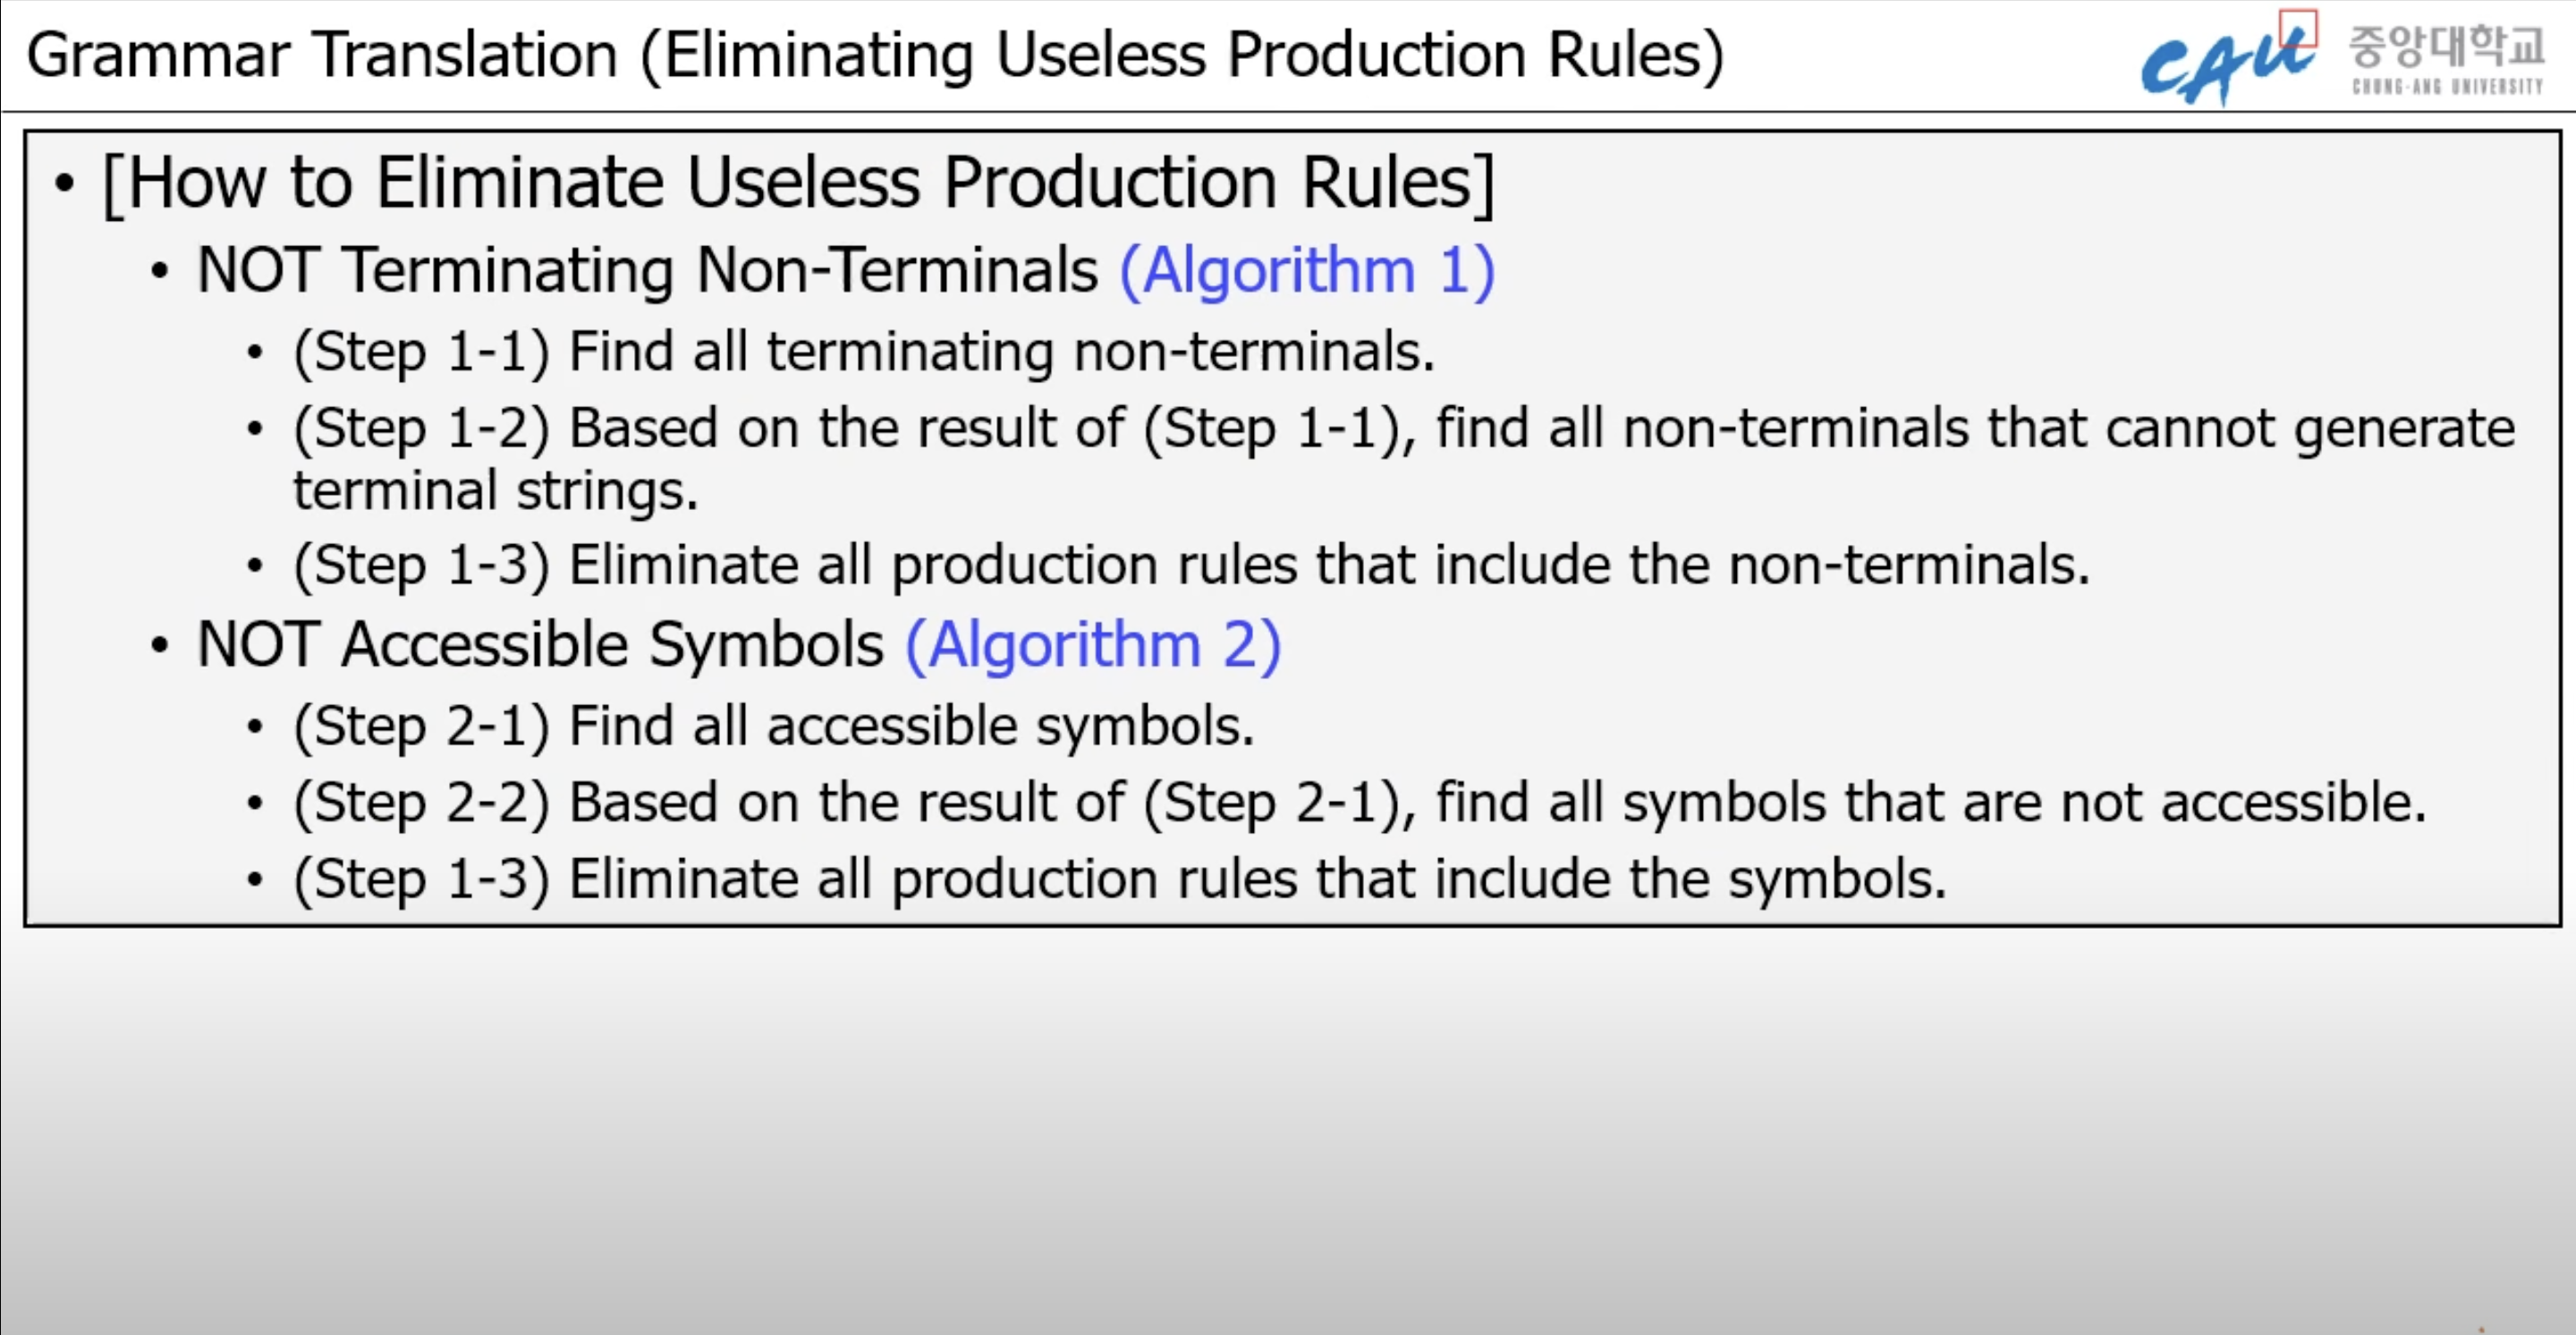 Grammar Translation (Eliminating Useless Production Rules)
CAU 중앙대학교
CHUNG-ANG UNIVERSITY
• [How to Eliminate Useless Production Rules]
• NOT Terminating Non-Terminals (Algorithm 1)
• (Step 1-1) Find all terminating non-terminals.
• (Step 1-2) Based on the result of (Step 1-1), find all non-terminals that cannot generate
terminal strings.
• (Step 1-3) Eliminate all production rules that include the non-terminals.
• NOT Accessible Symbols (Algorithm 2)
• (Step 2-1) Find all accessible symbols.
• (Step 2-2) Based on the result of (Step 2-1), find all symbols that are not accessible.
• (Step 1-3) Eliminate all production rules that include the symbols.